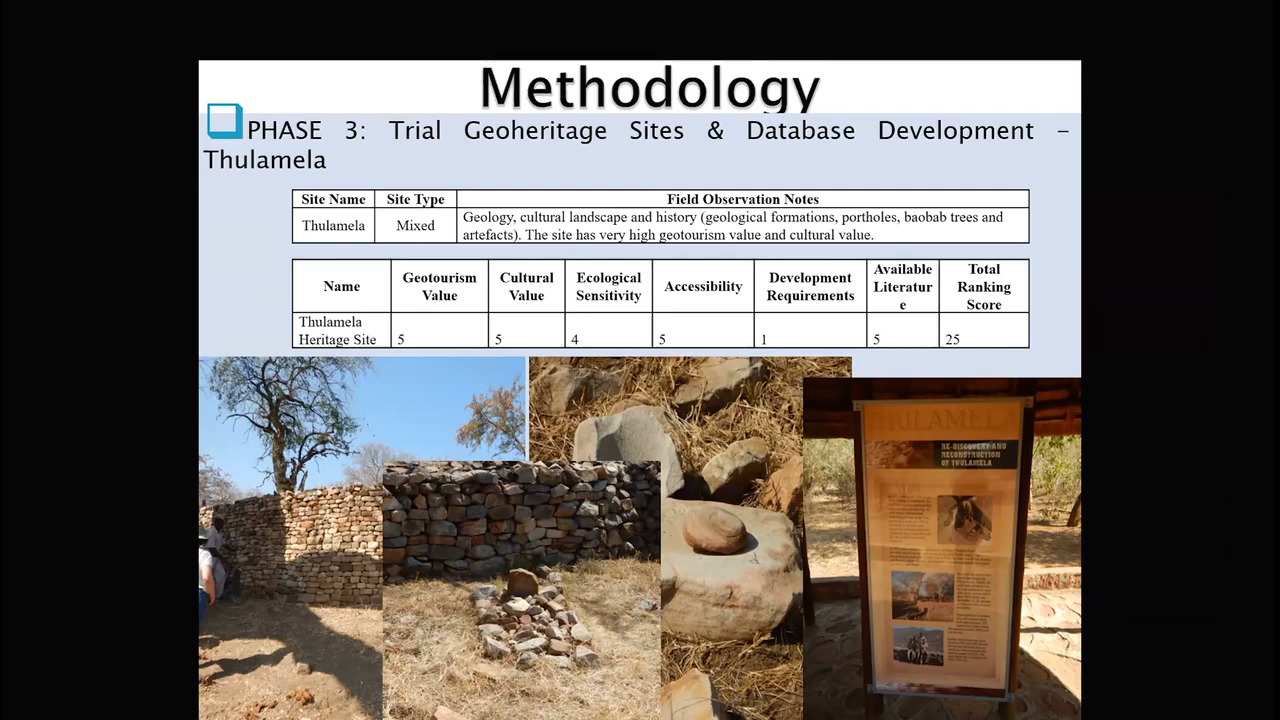 Methodology
PHASE 3: Trial Geoheritage Sites & Database Development –
Thulamela
Site Name Site Type Field Observation Notes
Thulamela Mixed Geology, cultural landscape and history (geological formations, portholes, baobab trees and
artefacts). The site has very high geotourism value and cultural value.
Name Geotourism Value Cultural Value Ecological Sensitivity Accessibility Development Requirements Available Literatur e Total Ranking Score
Thulamela Heritage Site 5 5 4 5 1 5 25
THULAMELA
RE-DISCOVERY AND
RECONSTRUCTION
OF THULAMELA